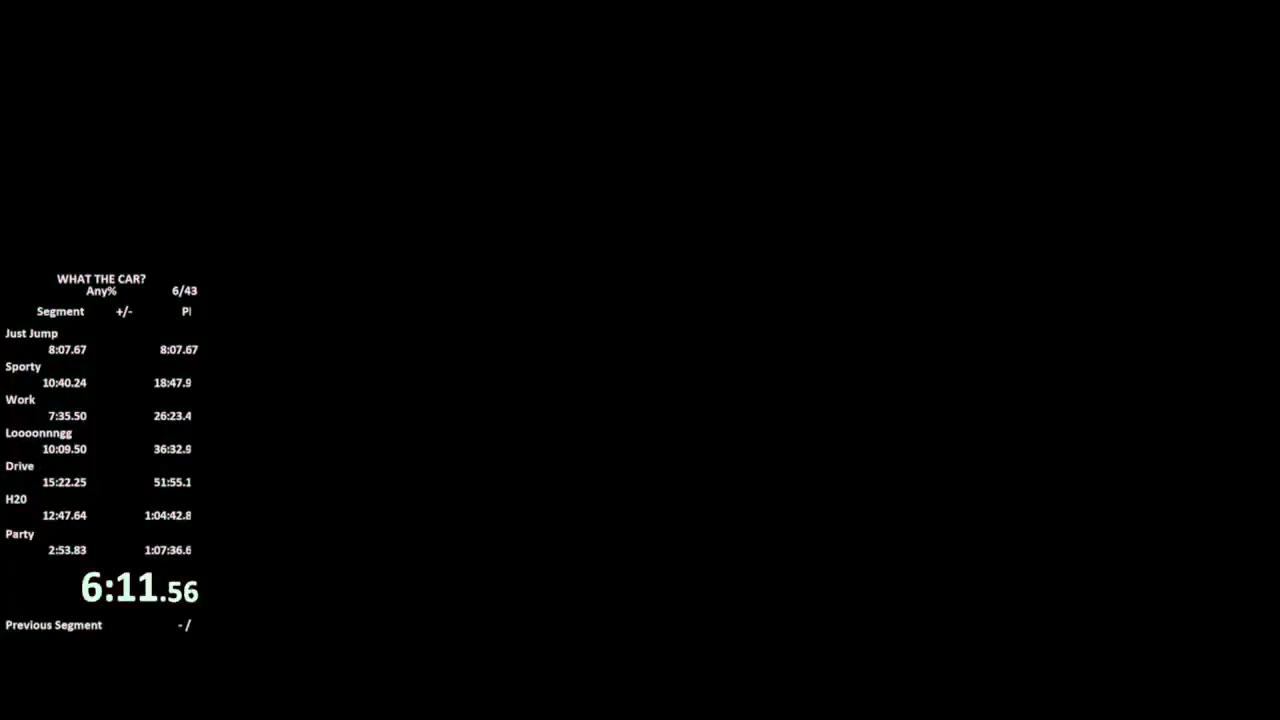 WHAT THE CAR?
Any% 6/43
Segment +/- P
Just Jump
8:07.67 8:07.67
Sporty
10:40.24 18:47.9
Work
7:35.50 26:23.4
Loooonnngg
10:09.50 36:32.9
Drive
15:22.25 51:55.1
H20
12:47.64 1:04:42.8
Party
2:53.83 1:07:36.6
6:11.56
Previous Segment - /